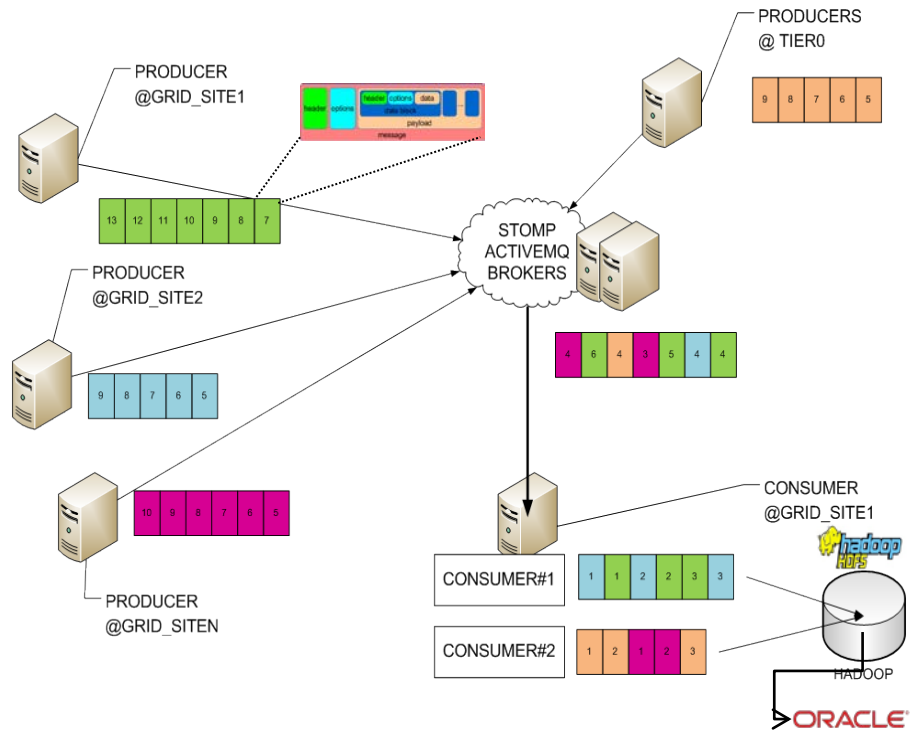 PRODUCERS
@ TIER0
9 8 7 6 5
PRODUCER
@GRID_SITE1
header options header options data ...
data block
payload
message
13 12 11 10 9 8 7
STOMP
ACTIVEMQ
BROKERS
PRODUCER
@GRID_SITE2
4 6 4 3 5 4 4
9 8 7 6 5
10 9 8 7 6 5
CONSUMER
@GRID_SITE1
hadoop
HDFS
CONSUMER#1
1 1 2 2 3 3
PRODUCER
@GRID_SITEN
CONSUMER#2
1 2 1 2 3
HADOOP
ORACLE